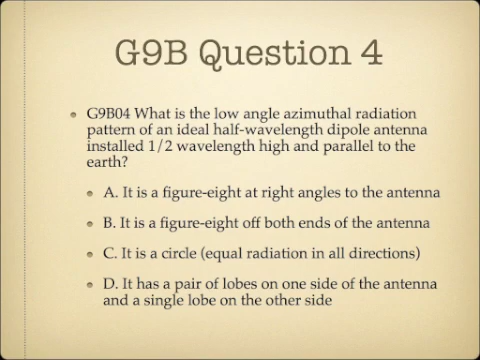 G9B Question 4
G9B04 What is the low angle azimuthal radiation
pattern of an ideal half-wavelength dipole antenna
installed 1/2 wavelength high and parallel to the
earth?
A. It is a figure-eight at right angles to the antenna
B. It is a figure-eight off both ends of the antenna
C. It is a circle (equal radiation in all directions)
D. It has a pair of lobes on one side of the antenna
and a single lobe on the other side